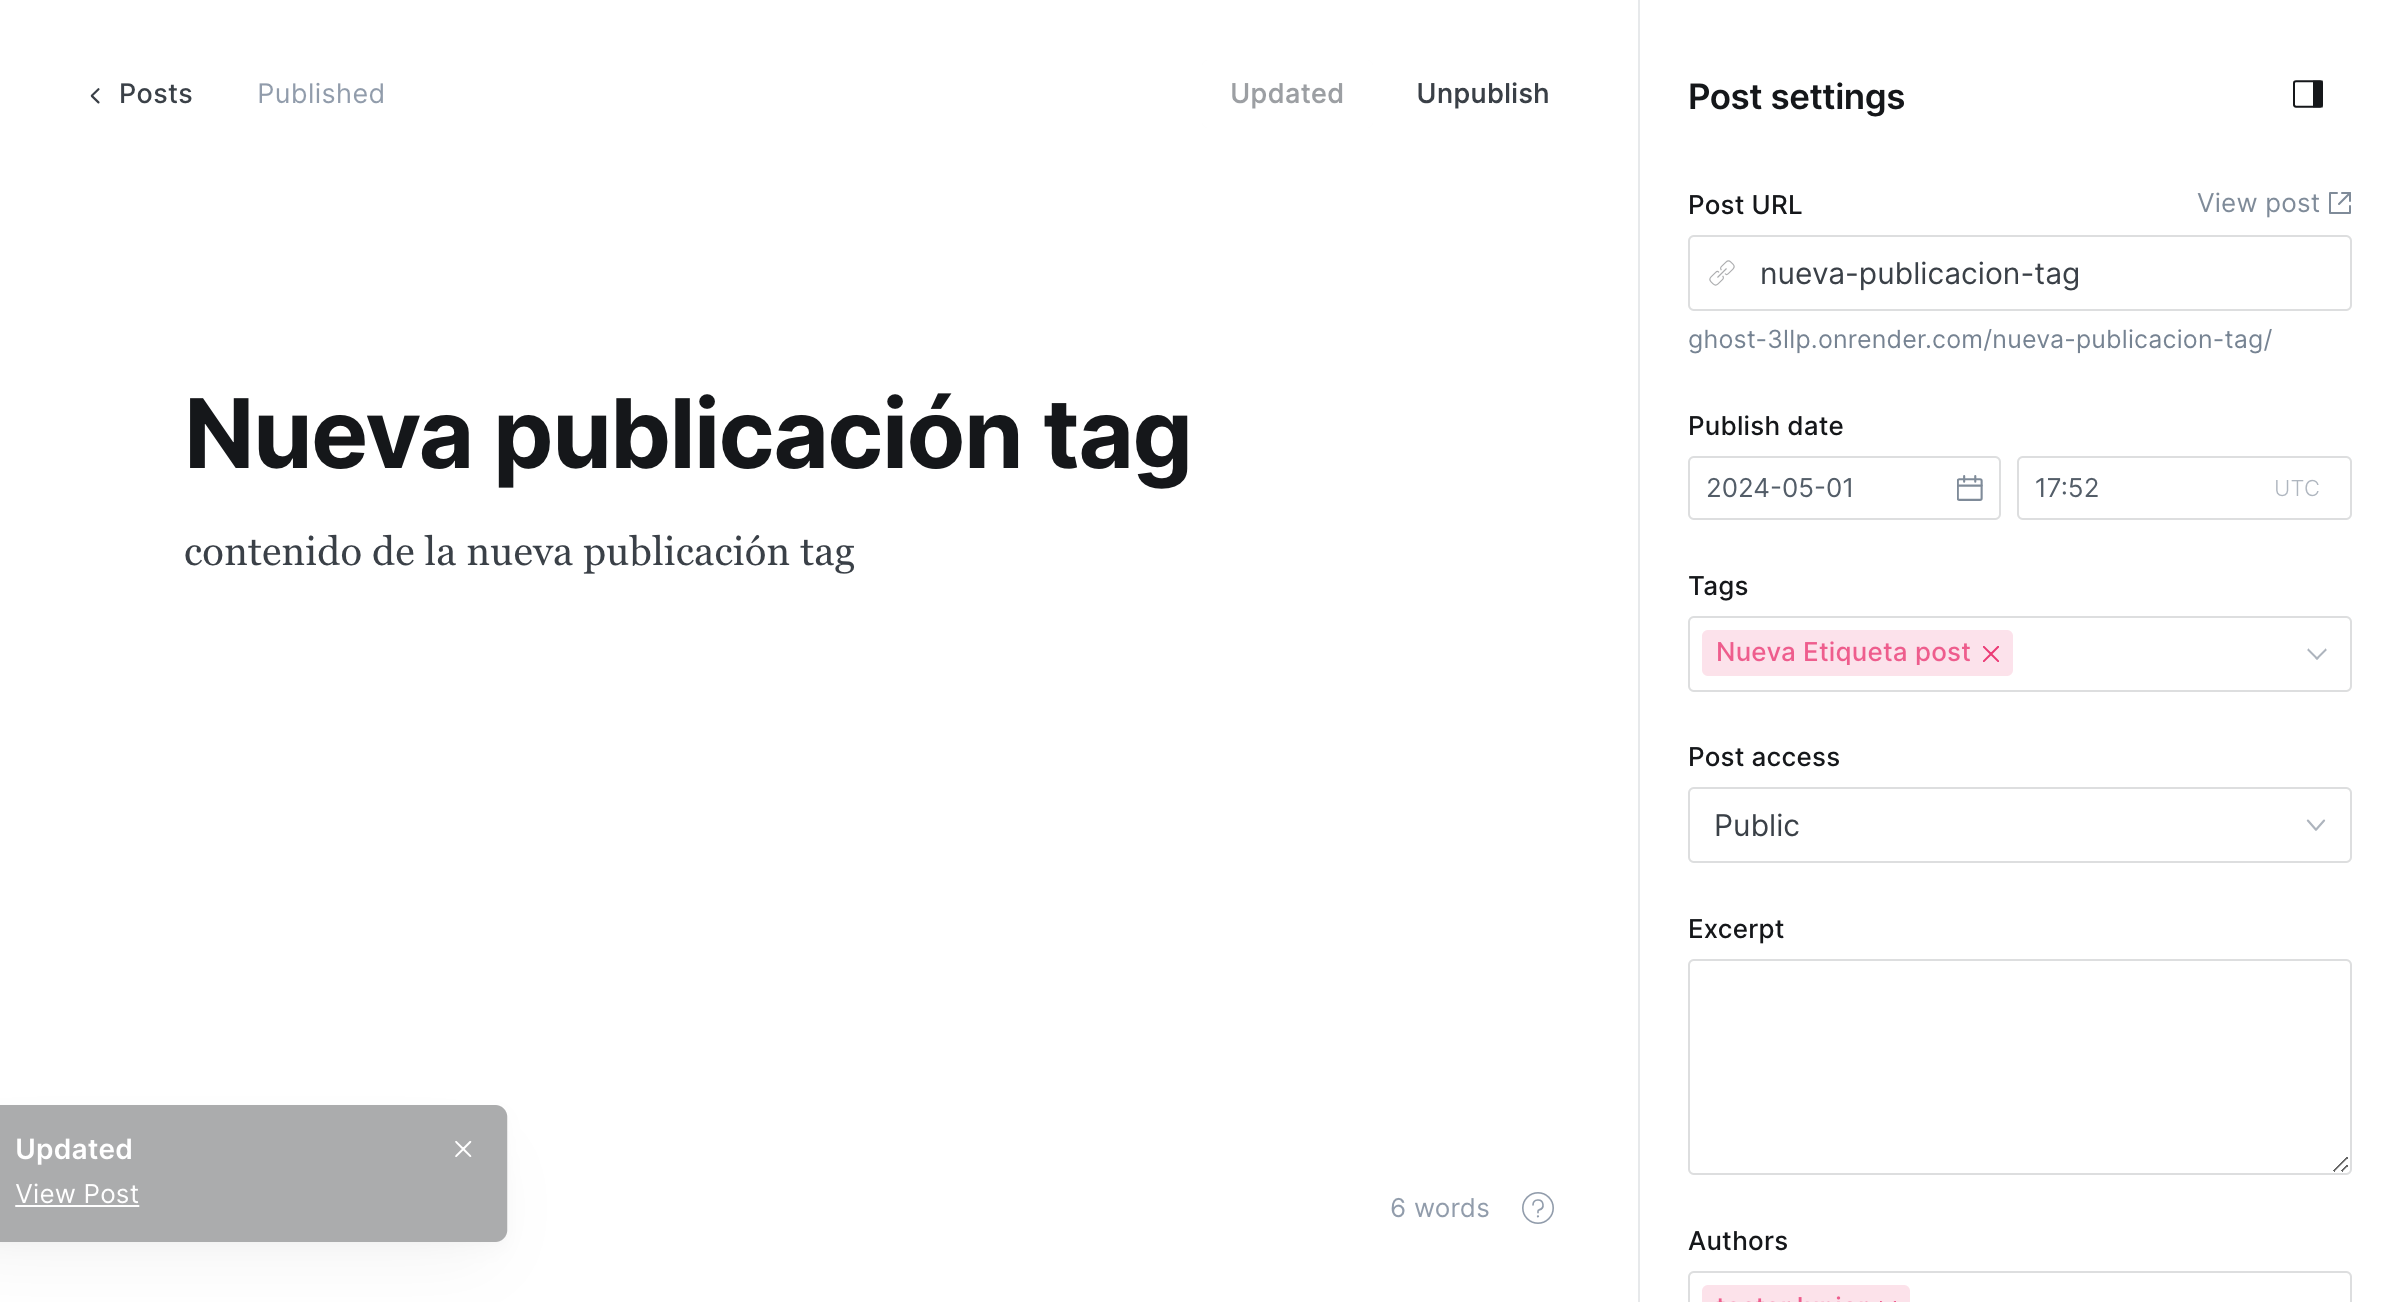 Posts
Published
Updated
Unpublish
Nueva publicación tag
contenido de la nueva publicación tag
Updated
View Post
6 words
Post settings
Post URL
View post
nueva-publicacion-tag
ghost-3llp.onrender.com/nueva-publicacion-tag/
Publish date
2024-05-01
17:52
UTC
Tags
Nueva Etiqueta post
Post access
Public
Excerpt
Authors